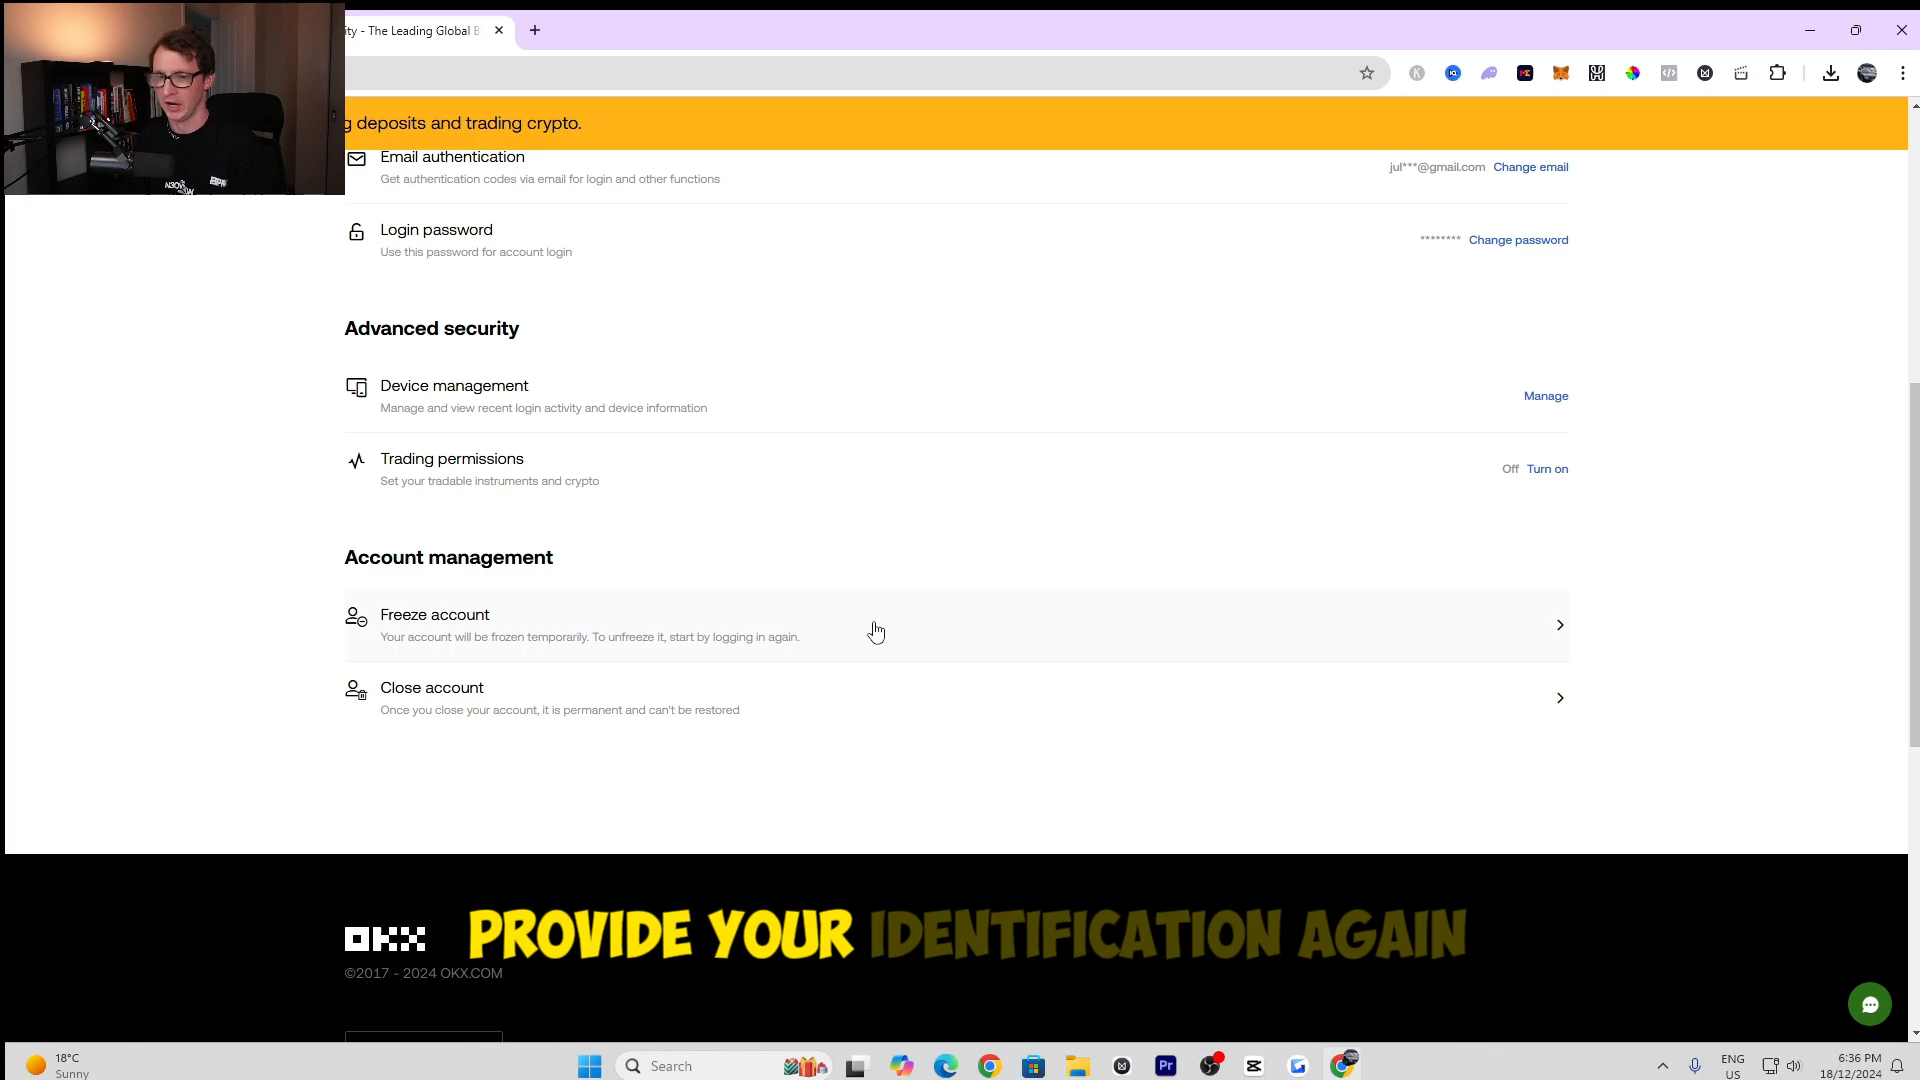 ity - The Leading Global B
g deposits and trading crypto.
Email authentication
Get authentication codes via email for login and other functions
jul***@gmail.com Change email
Login password
Use this password for account login
******** Change password
Advanced security
Device management
Manage and view recent login activity and device information
Manage
Trading permissions
Set your tradable instruments and crypto
Off Turn on
Account management
Freeze account
Your account will be frozen temporarily. To unfreeze it, start by logging in again.
Close account
Once you close your account, it is permanent and can't be restored
OKX
PROVIDE YOUR IDENTIFICATION AGAIN
©2017 - 2024 OKX.COM
18°C
Sunny
Search
Pr
ENG
US
6:36 PM
18/12/2024